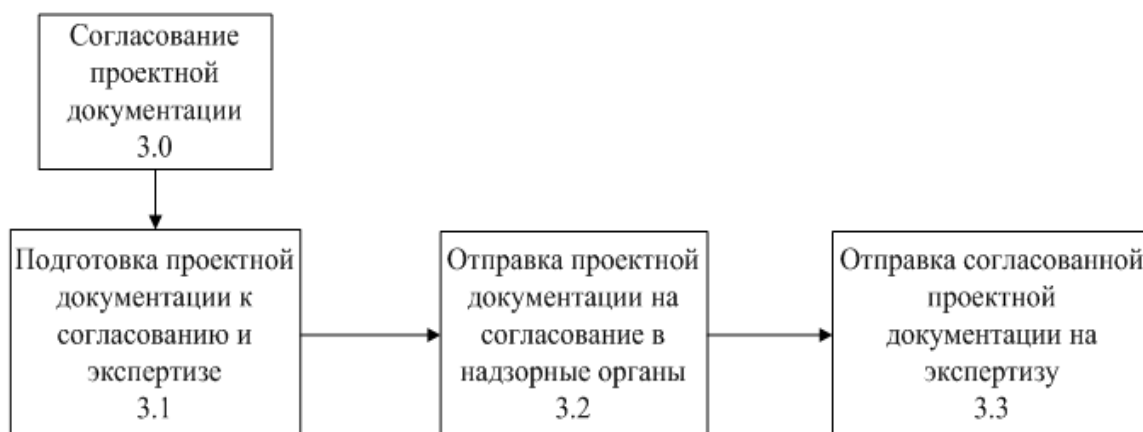 Согласование
проектной
документации
3.0
Подготовка проектной
документации к
согласованию и
экспертизе
3.1
Отправка проектной
документации на
согласование в
надзорные органы
3.2
Отправка согласованной
проектной
документации на
экспертизу
3.3